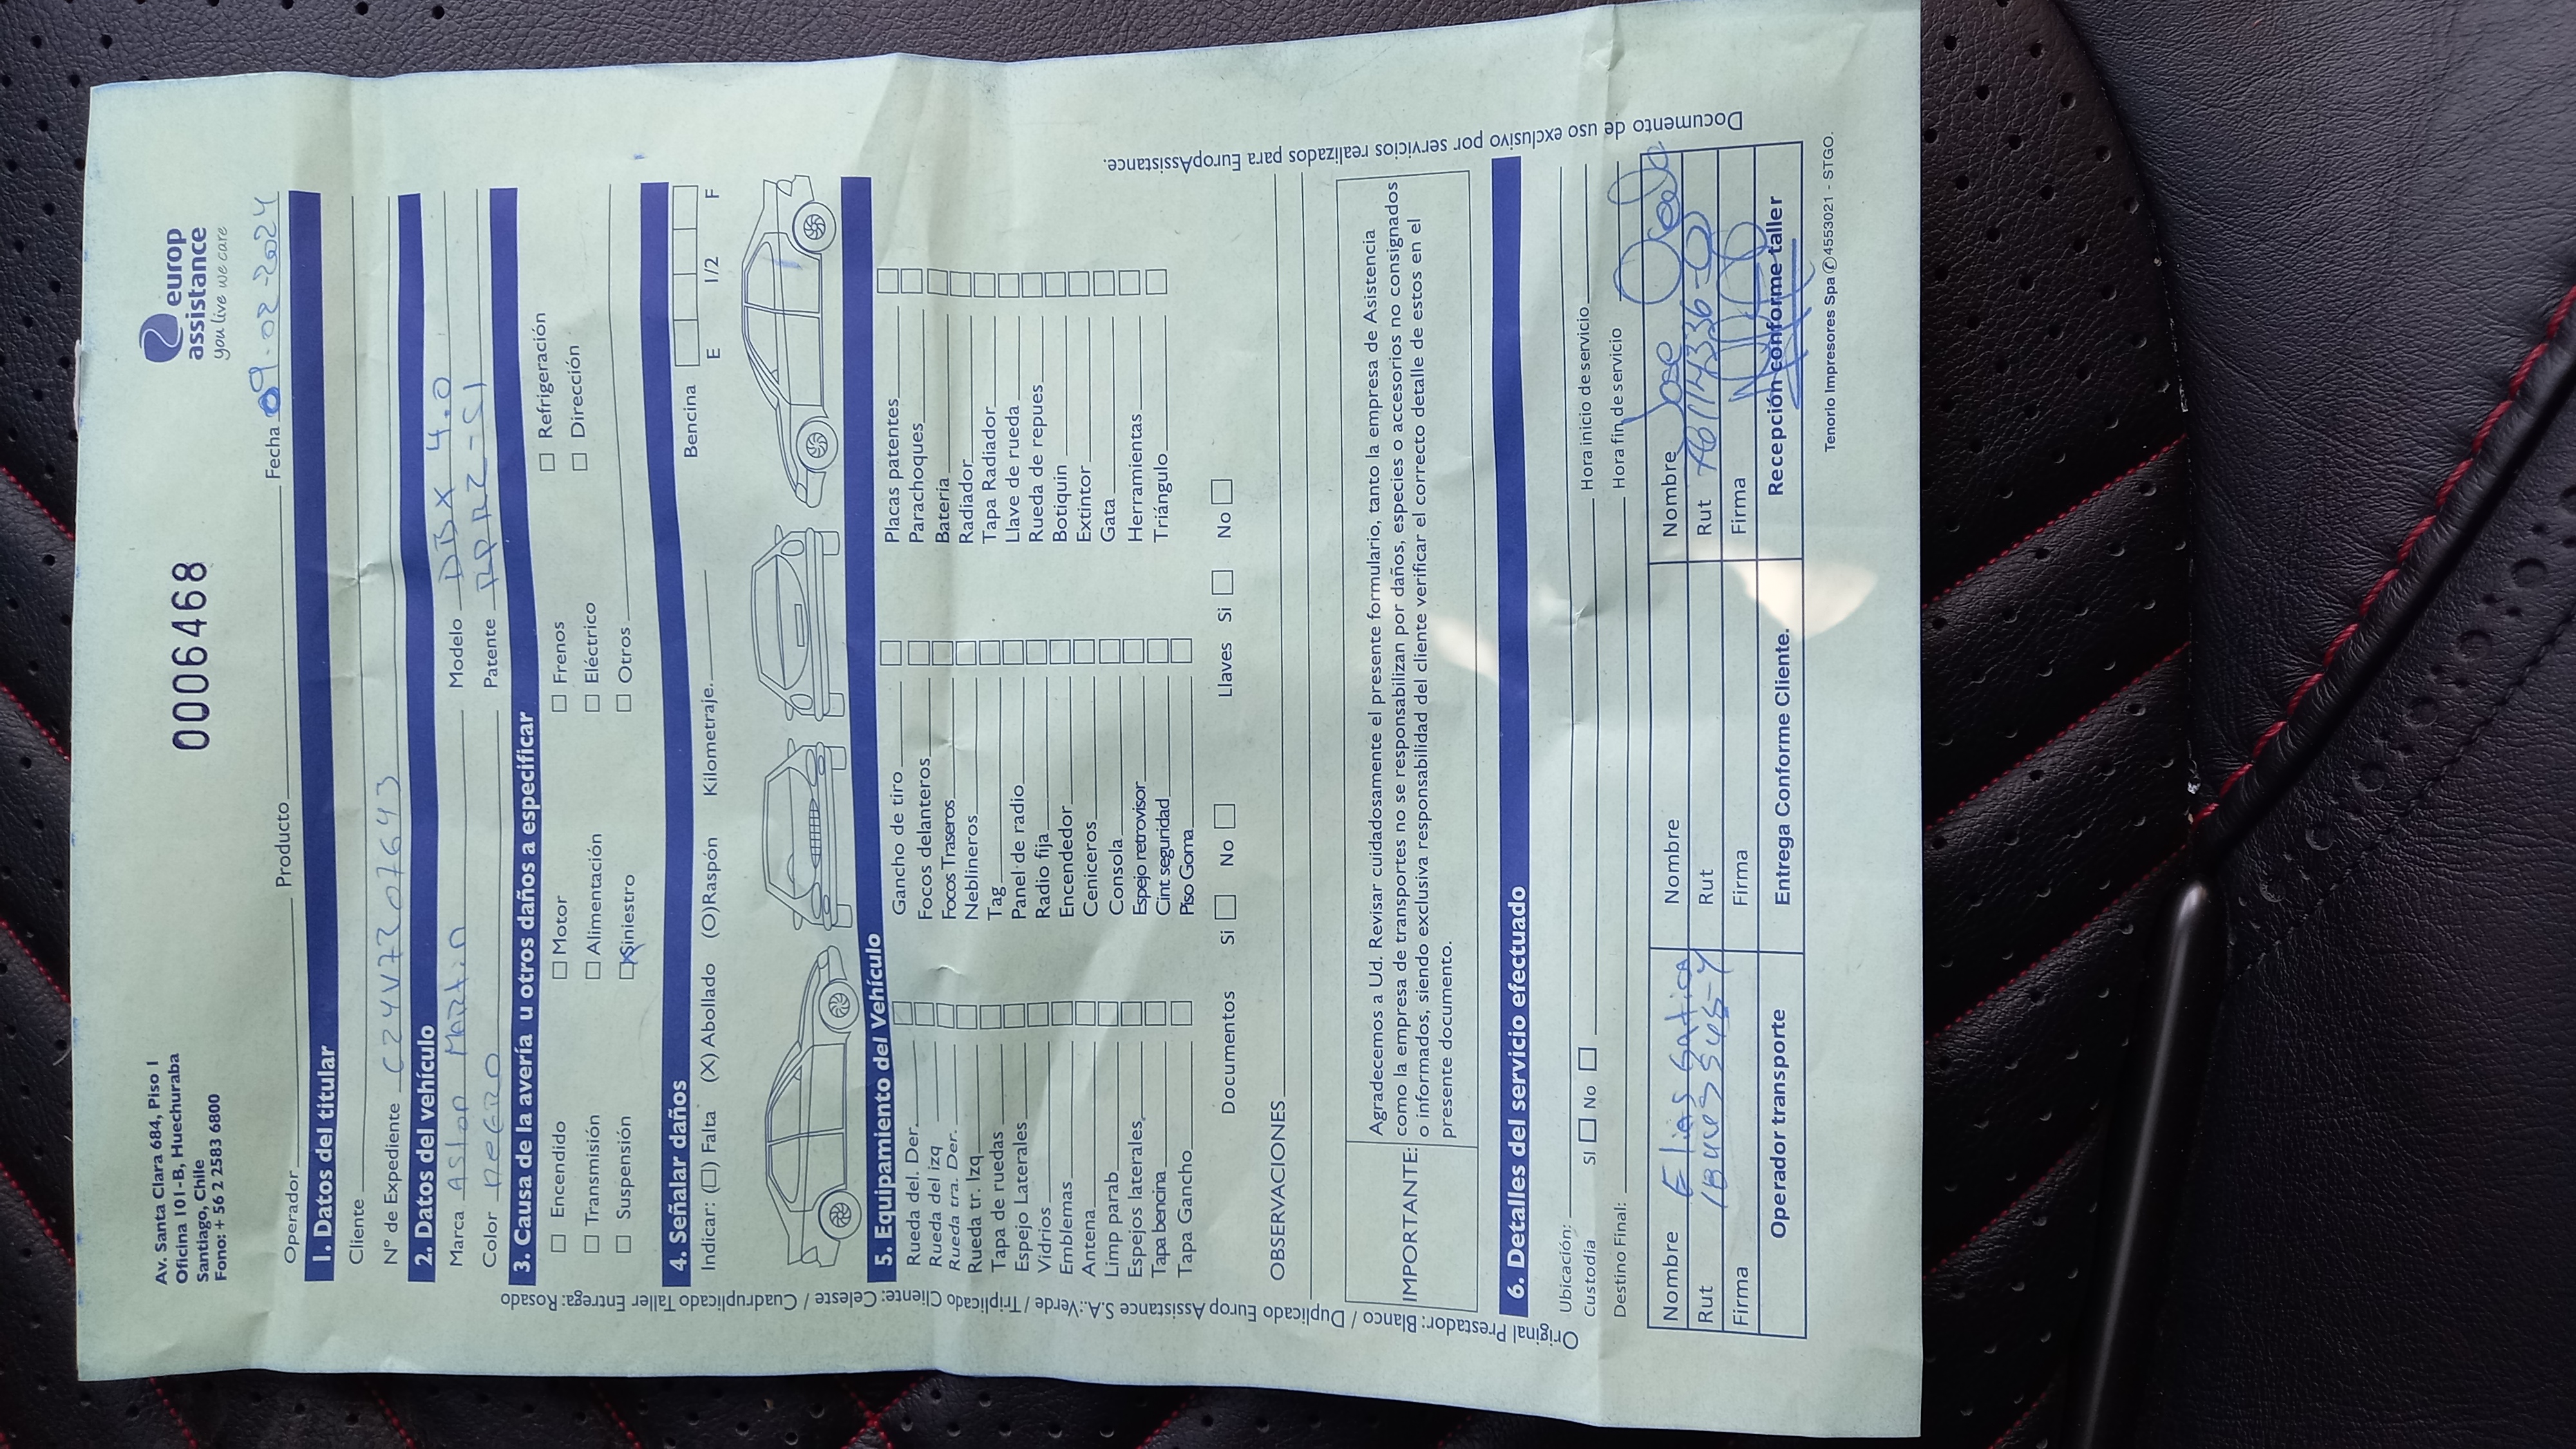 Av. Santa Clara 684, Piso 1
Oficina 101-B, Huechuraba
Santiago, Chile
Fono: + 56 2 2583 6800
0006468
europ
assistance
you live we care
Operador Producto Fecha 09-02-2024
1. Datos del titular
Cliente
N° de Expediente C24V7207643
2. Datos del vehículo
Marca Aston Martin Modelo DBX 4.0
Color negro Patente RPRZ-51
3. Causa de la avería u otros daños a especificar
Encendido Motor Frenos Refrigeración
Transmisión Alimentación Eléctrico Dirección
Suspensión Siniestro Otros
4. Señalar daños
Indicar: (☐) Falta (X) Abollado (O)Raspón Kilometraje. Bencina E 1/2 F
5. Equipamiento del Vehículo
Rueda del. Der. Gancho de tiro Placas patentes
Rueda del izq Focos delanteros Parachoques
Rueda tra. Der. Focos Traseros Batería
Rueda tr. Izq Neblineros Radiador
Tapa de ruedas Tag Tapa Radiador
Espejo Laterales Panel de radio Llave de rueda
Vidrios Radio fija Rueda de repues
Emblemas Encendedor Botiquín
Antena Ceniceros Extintor
Limp parab Consola Gata
Espejos laterales Espejo retrovisor Herramientas
Tapa bencina Cint seguridad Triángulo
Tapa Gancho Piso Goma
Documentos Si No Llaves Si No
OBSERVACIONES
IMPORTANTE:
Agradecemos a Ud. Revisar cuidadosamente el presente formulario, tanto la empresa de Asistencia
como la empresa de transportes no se responsabilizan por daños, especies o accesorios no consignados
o informados, siendo exclusiva responsabilidad del cliente verificar el correcto detalle de estos en el
presente documento.
6. Detalles del servicio efectuado
Ubicación:
Custodia SI No Hora inicio de servicio
Destino Final: Hora fin de servicio
Nombre Elias Gatica Nombre Nombre Jose
Rut Rut Rut
Firma Firma Firma
Operador transporte Entrega Conforme Cliente. Recepción conforme taller
Tenorio Impresores Spa ✆ 4553021 - STGO.
Original Prestador: Blanco / Duplicado Europ Assistance S.A.:Verde / Triplicado Cliente: Celeste / Cuadruplicado Taller Entrega: Rosado
Documento de uso exclusivo por servicios realizados para EuropAssistance.